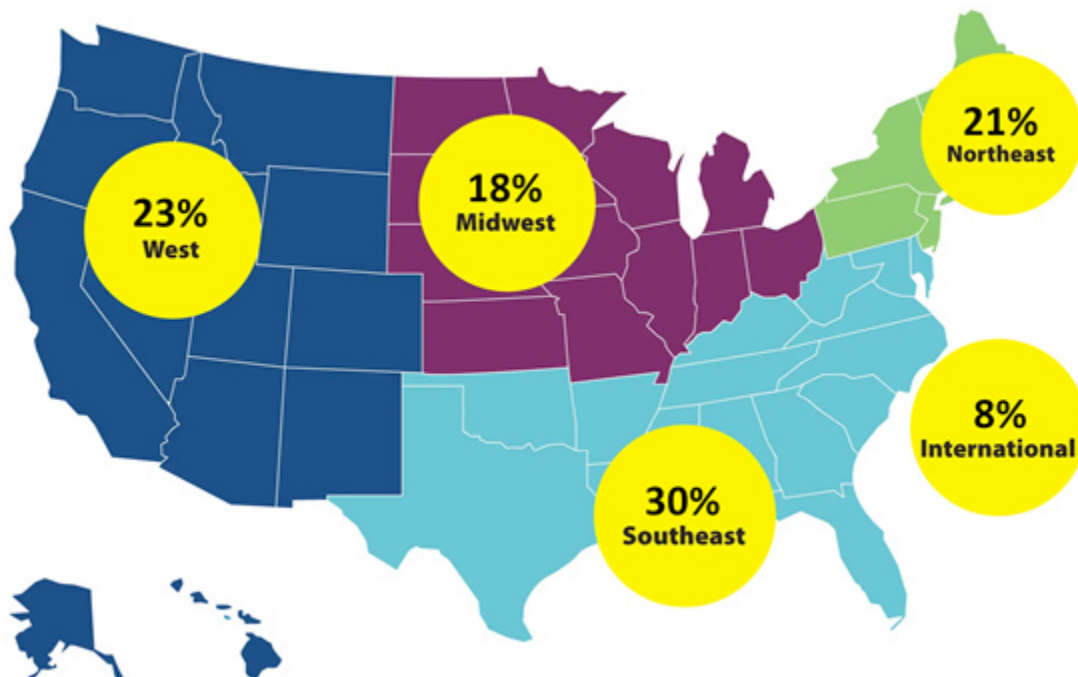 21%
Northeast
18%
Midwest
23%
West
8%
International
30%
Southeast